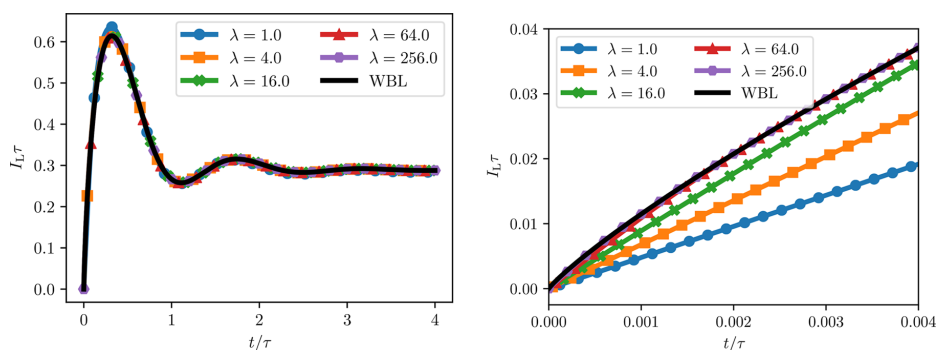 0.6
0.5
0.4
0.3
0.2
0.1
0.0
I_L τ
λ = 1.0
λ = 4.0
λ = 16.0
λ = 64.0
λ = 256.0
WBL
0 1 2 3 4
t/τ
0.04
0.03
0.02
0.01
0.00
I_L τ
λ = 1.0
λ = 4.0
λ = 16.0
λ = 64.0
λ = 256.0
WBL
0.000 0.001 0.002 0.003 0.004
t/τ